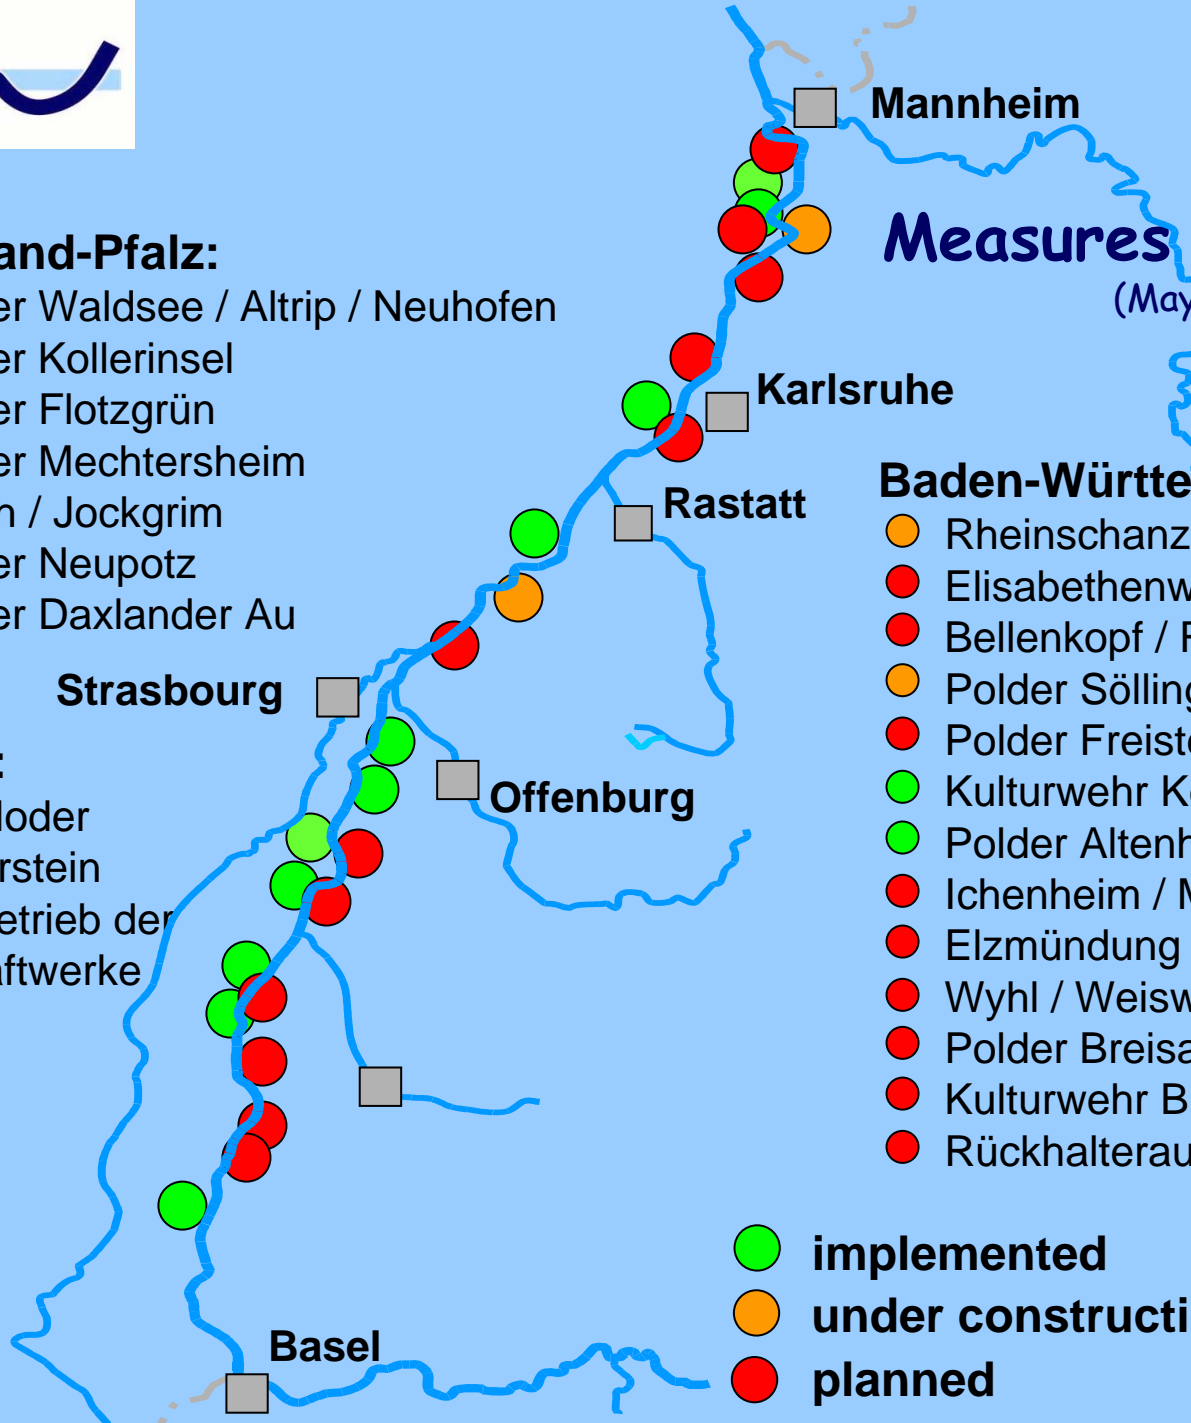 Mannheim
Measures
(May
and-Pfalz:
er Waldsee / Altrip / Neuhofen
er Kollerinsel
er Flotzgrün
er Mechtersheim
n / Jockgrim
er Neupotz
er Daxlander Au
Karlsruhe
Rastatt
Baden-Württe
Rheinschanz
Elisabethenw
Bellenkopf /
Polder Sölling
Polder Freist
Kulturwehr K
Polder Altenh
Ichenheim /
Elzmündung
Wyhl / Weisw
Polder Breisa
Kulturwehr B
Rückhalterau
Strasbourg
Offenburg
:
loder
rstein
etrieb der
aftwerke
Basel
implemented
under constructi
planned